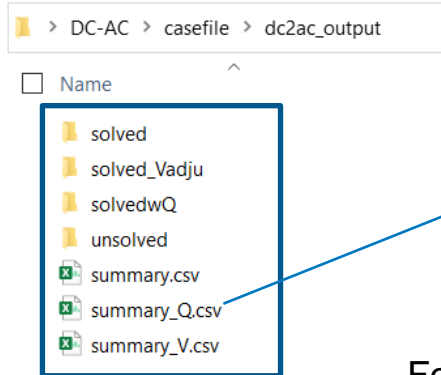 > DC-AC > casefile > dc2ac_output
Name
solved
solved_Vadju
solvedwQ
unsolved
summary.csv
summary_Q.csv
summary_V.csv